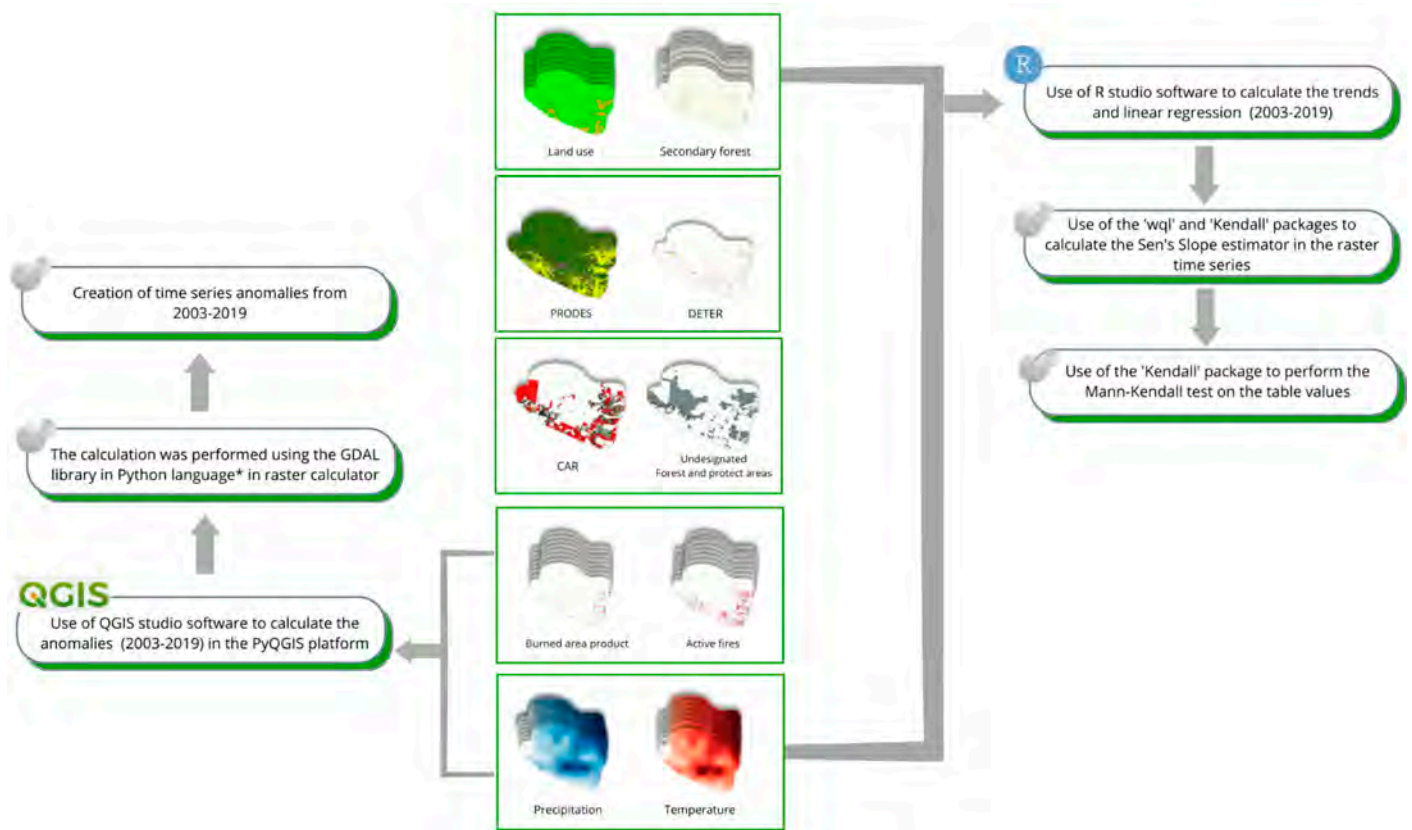 Land use
Secondary forest
PRODES
DETER
CAR
Undesignated
Forest and protect areas
Burned area product
Active fires
Precipitation
Temperature
Creation of time series anomalies from
2003-2019
The calculation was performed using the GDAL
library in Python language* in raster calculator
QGIS
Use of QGIS studio software to calculate the
anomalies (2003-2019) in the PyQGIS platform
R
Use of R studio software to calculate the trends
and linear regression (2003-2019)
Use of the 'wql' and 'Kendall' packages to
calculate the Sen's Slope estimator in the raster
time series
Use of the 'Kendall' package to perform the
Mann-Kendall test on the table values